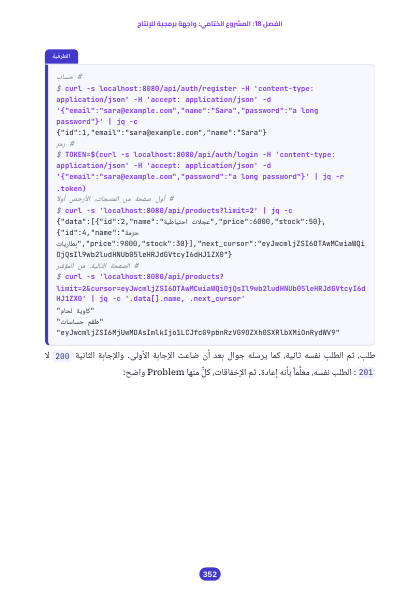 الفصل 18: المشروع الختامي: واجهة برمجية للإنتاج
الطرفية
# حساب
$ curl -s localhost:8080/api/auth/register -H 'content-type:
application/json' -H 'accept: application/json' -d
'{"email":"sara@example.com","name":"Sara","password":"a long
password"}' | jq -c
{"id":1,"email":"sara@example.com","name":"Sara"}
# رمز
$ TOKEN=$(curl -s localhost:8080/api/auth/login -H 'content-type:
application/json' -H 'accept: application/json' -d
'{"email":"sara@example.com","password":"a long password"}' | jq -r
.token)
# أول صفحة من المنتجات، الأرخص أولا
$ curl -s 'localhost:8080/api/products?limit=2' | jq -c
{"data":[{"id":2,"name":"عجلات احتياطية","price":6000,"stock":50},
{"id":4,"name":"حزمة
بطاريات","price":9000,"stock":30}],"next_cursor":"eyJwcmljZSI6OTAwMCwiaWQi
OjQsIl9wb2ludHNUb05leHRJdGVtcyI6dHJ1ZX0"}
# الصفحة التالية، من المؤشر
$ curl -s 'localhost:8080/api/products?
limit=2&cursor=eyJwcmljZSI6OTAwMCwiaWQiOjQsIl9wb2ludHNUb05leHRJdGVtcyI6d
HJ1ZX0' | jq -c '.data[].name, .next_cursor'
"كاوية لحام"
"طقم حساسات"
"eyJwcmljZSI6MjUwMDAsImlkIjo1LCJfcG9pbnRzVG9OZXh0SXRlbXMiOnRydWV9"
طلب، ثم الطلب نفسه ثانية، كما يرسله جوال بعد أن ضاعت الإجابة الأولى. والإجابة الثانية 200 لا
201: الطلب نفسه، معلَّماً بأنه إعادة. ثم الإخفاقات، كلٌ منها Problem واضح:
352